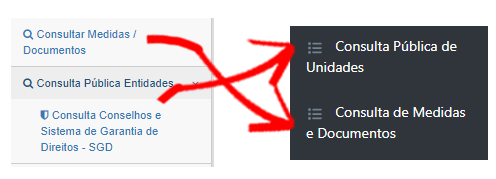 Consultar Medidas /
Documentos
Consulta Pública Entidades
Consulta Conselhos e
Sistema de Garantia de
Direitos - SGD
Consulta Pública de
Unidades
Consulta de Medidas
e Documentos